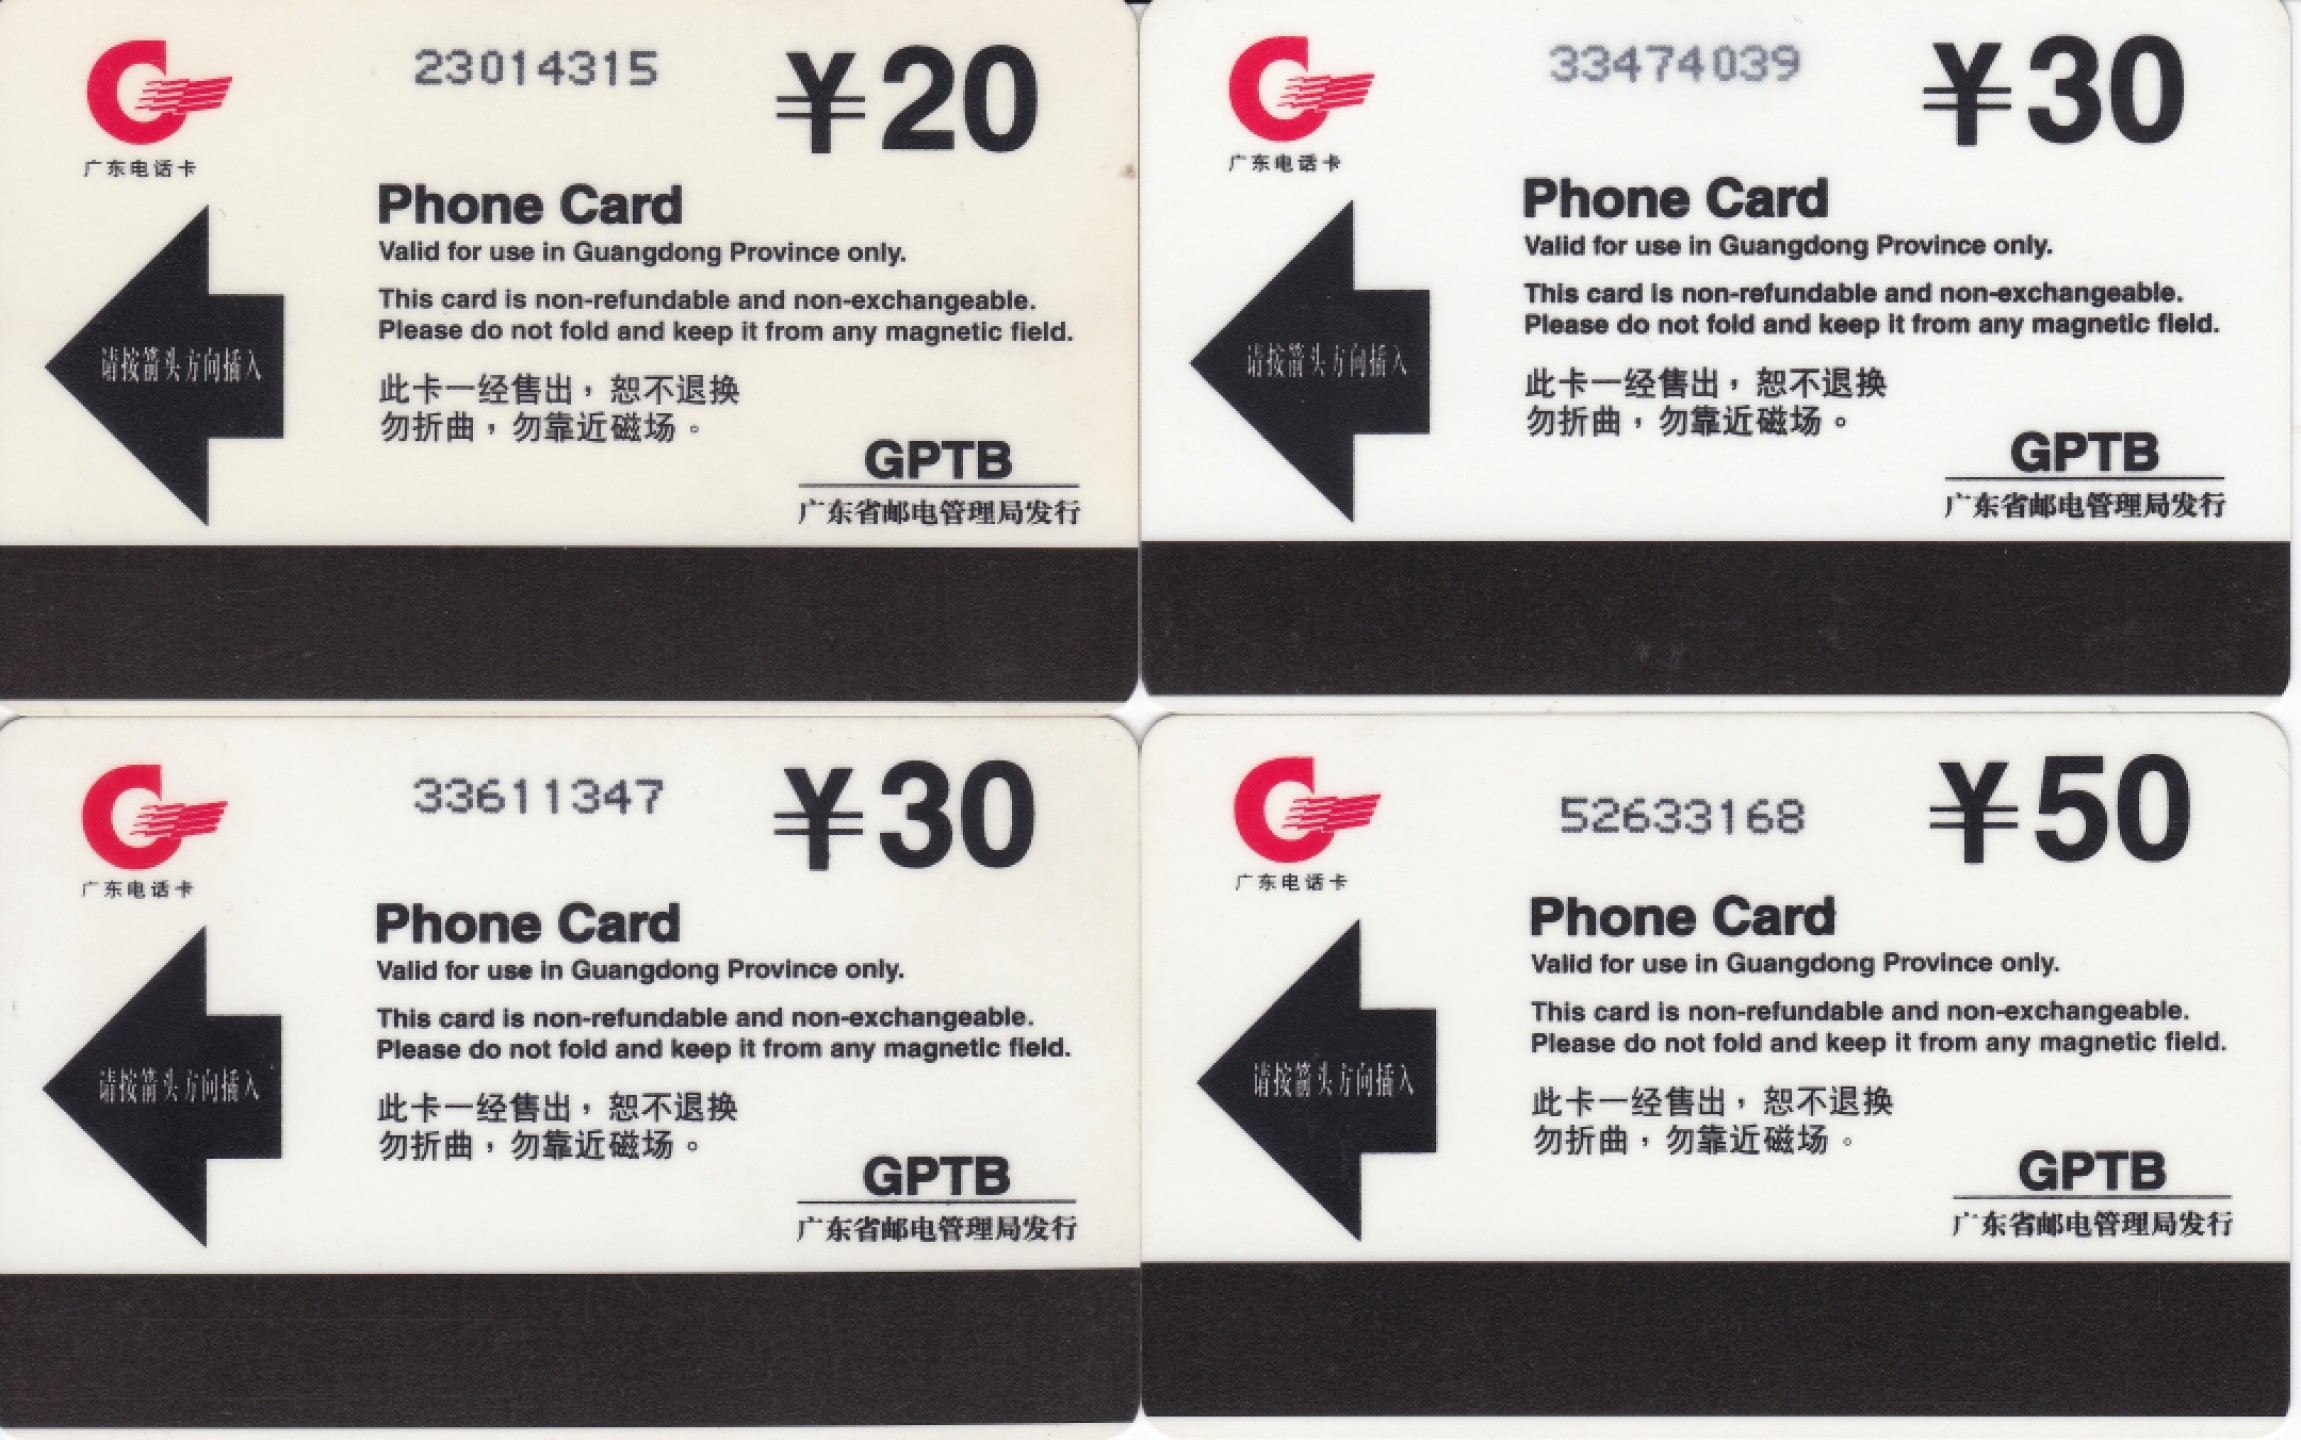 23014315
¥20
广东电话卡
Phone Card
Valid for use in Guangdong Province only.
This card is non-refundable and non-exchangeable.
Please do not fold and keep it from any magnetic field.
请按箭头方向插入
此卡一经售出，恕不退换
勿折曲，勿靠近磁场。
GPTB
广东省邮电管理局发行
33474039
¥30
广东电话卡
Phone Card
Valid for use in Guangdong Province only.
This card is non-refundable and non-exchangeable.
Please do not fold and keep it from any magnetic field.
请按箭头方向插入
此卡一经售出，恕不退换
勿折曲，勿靠近磁场。
GPTB
广东省邮电管理局发行
33611347
¥30
广东电话卡
Phone Card
Valid for use in Guangdong Province only.
This card is non-refundable and non-exchangeable.
Please do not fold and keep it from any magnetic field.
请按箭头方向插入
此卡一经售出，恕不退换
勿折曲，勿靠近磁场。
GPTB
广东省邮电管理局发行
52633168
¥50
广东电话卡
Phone Card
Valid for use in Guangdong Province only.
This card is non-refundable and non-exchangeable.
Please do not fold and keep it from any magnetic field.
请按箭头方向插入
此卡一经售出，恕不退换
勿折曲，勿靠近磁场。
GPTB
广东省邮电管理局发行